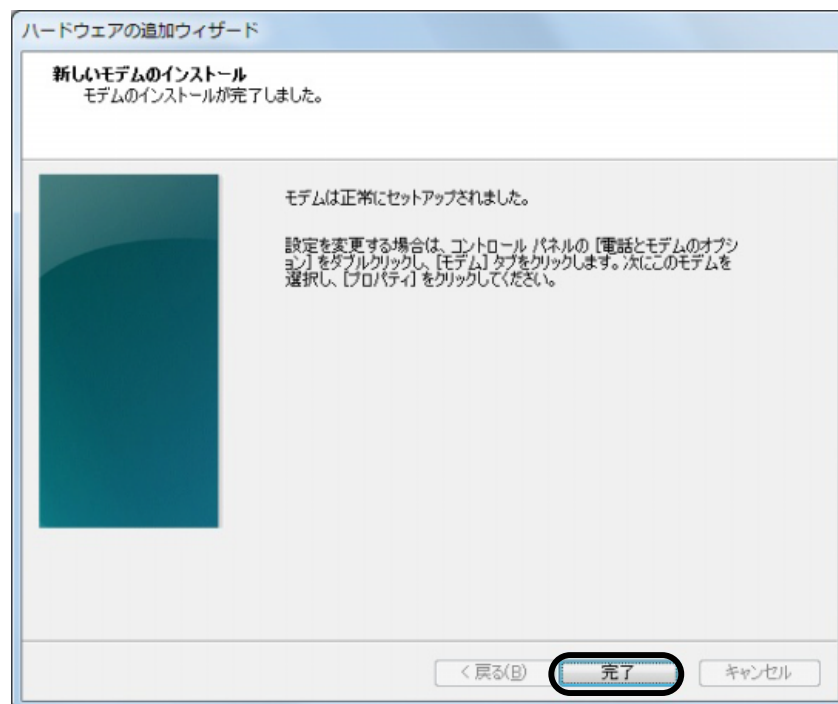 ハードウェアの追加ウィザード
新しいモデムのインストール
モデムのインストールが完了しました。
モデムは正常にセットアップされました。
設定を変更する場合は、コントロール パネルの [電話とモデムのオプシ
ョン] をダブルクリックし、[モデム] タブをクリックします。次にこのモデムを
選択し、[プロパティ] をクリックしてください。
< 戻る(B)
完了
キャンセル